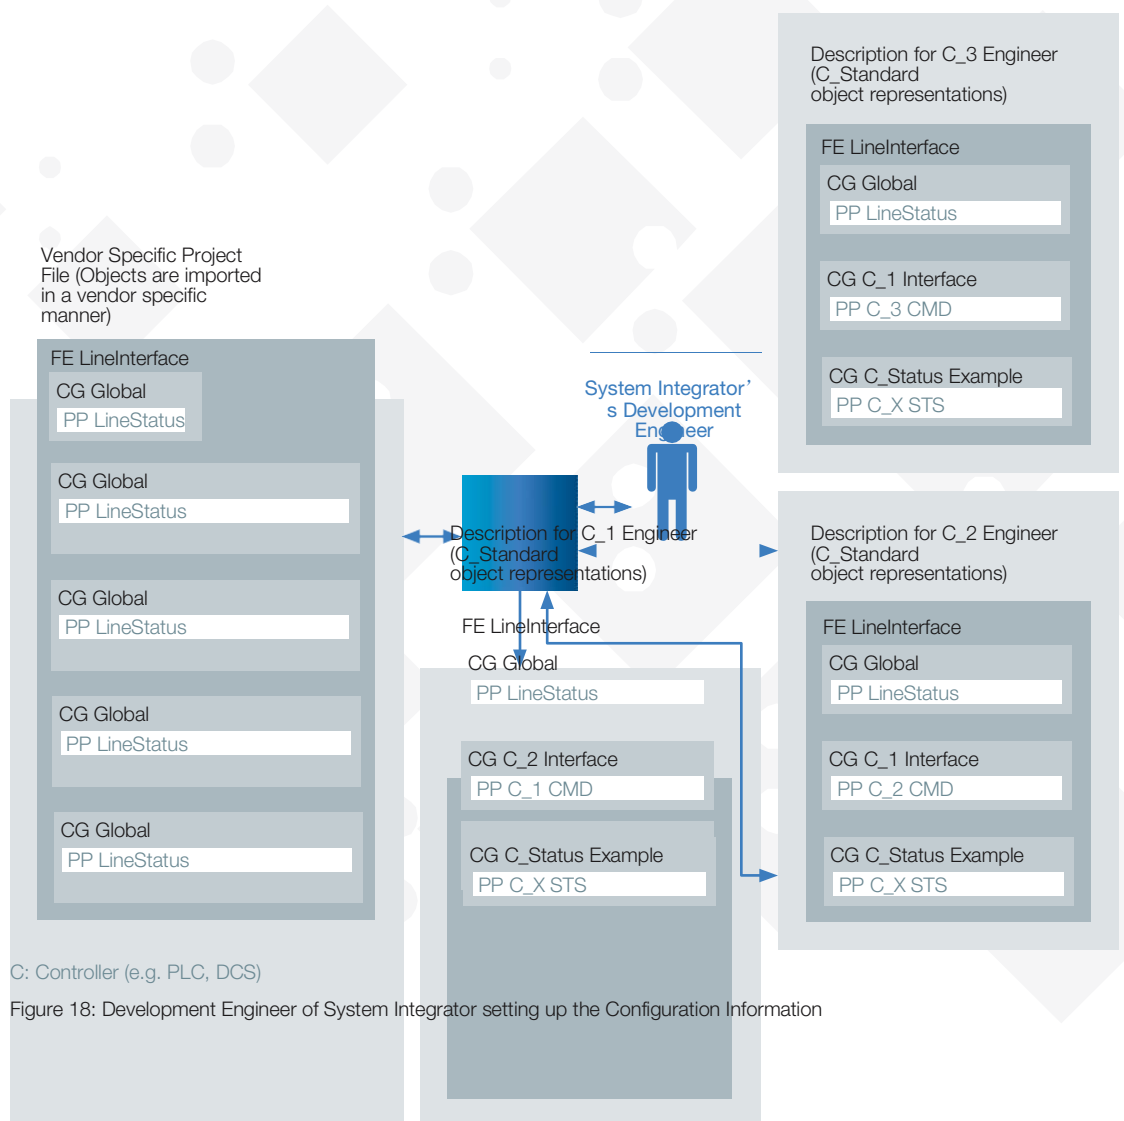 Description for C_3 Engineer
(C_Standard
object representations)
FE LineInterface
CG Global
PP LineStatus
CG C_1 Interface
PP C_3 CMD
CG C_Status Example
PP C_X STS
Vendor Specific Project
File (Objects are imported
in a vendor specific
manner)
FE LineInterface
CG Global
PP LineStatus
CG Global
PP LineStatus
CG Global
PP LineStatus
CG Global
PP LineStatus
CG Global
PP LineStatus
System Integrator’
s Development
Engineer
Description for C_1 Engineer
(C_Standard
object representations)
FE LineInterface
CG Global
PP LineStatus
CG C_2 Interface
PP C_1 CMD
CG C_Status Example
PP C_X STS
Description for C_2 Engineer
(C_Standard
object representations)
FE LineInterface
CG Global
PP LineStatus
CG C_1 Interface
PP C_2 CMD
CG C_Status Example
PP C_X STS
C: Controller (e.g. PLC, DCS)
Figure 18: Development Engineer of System Integrator setting up the Configuration Information